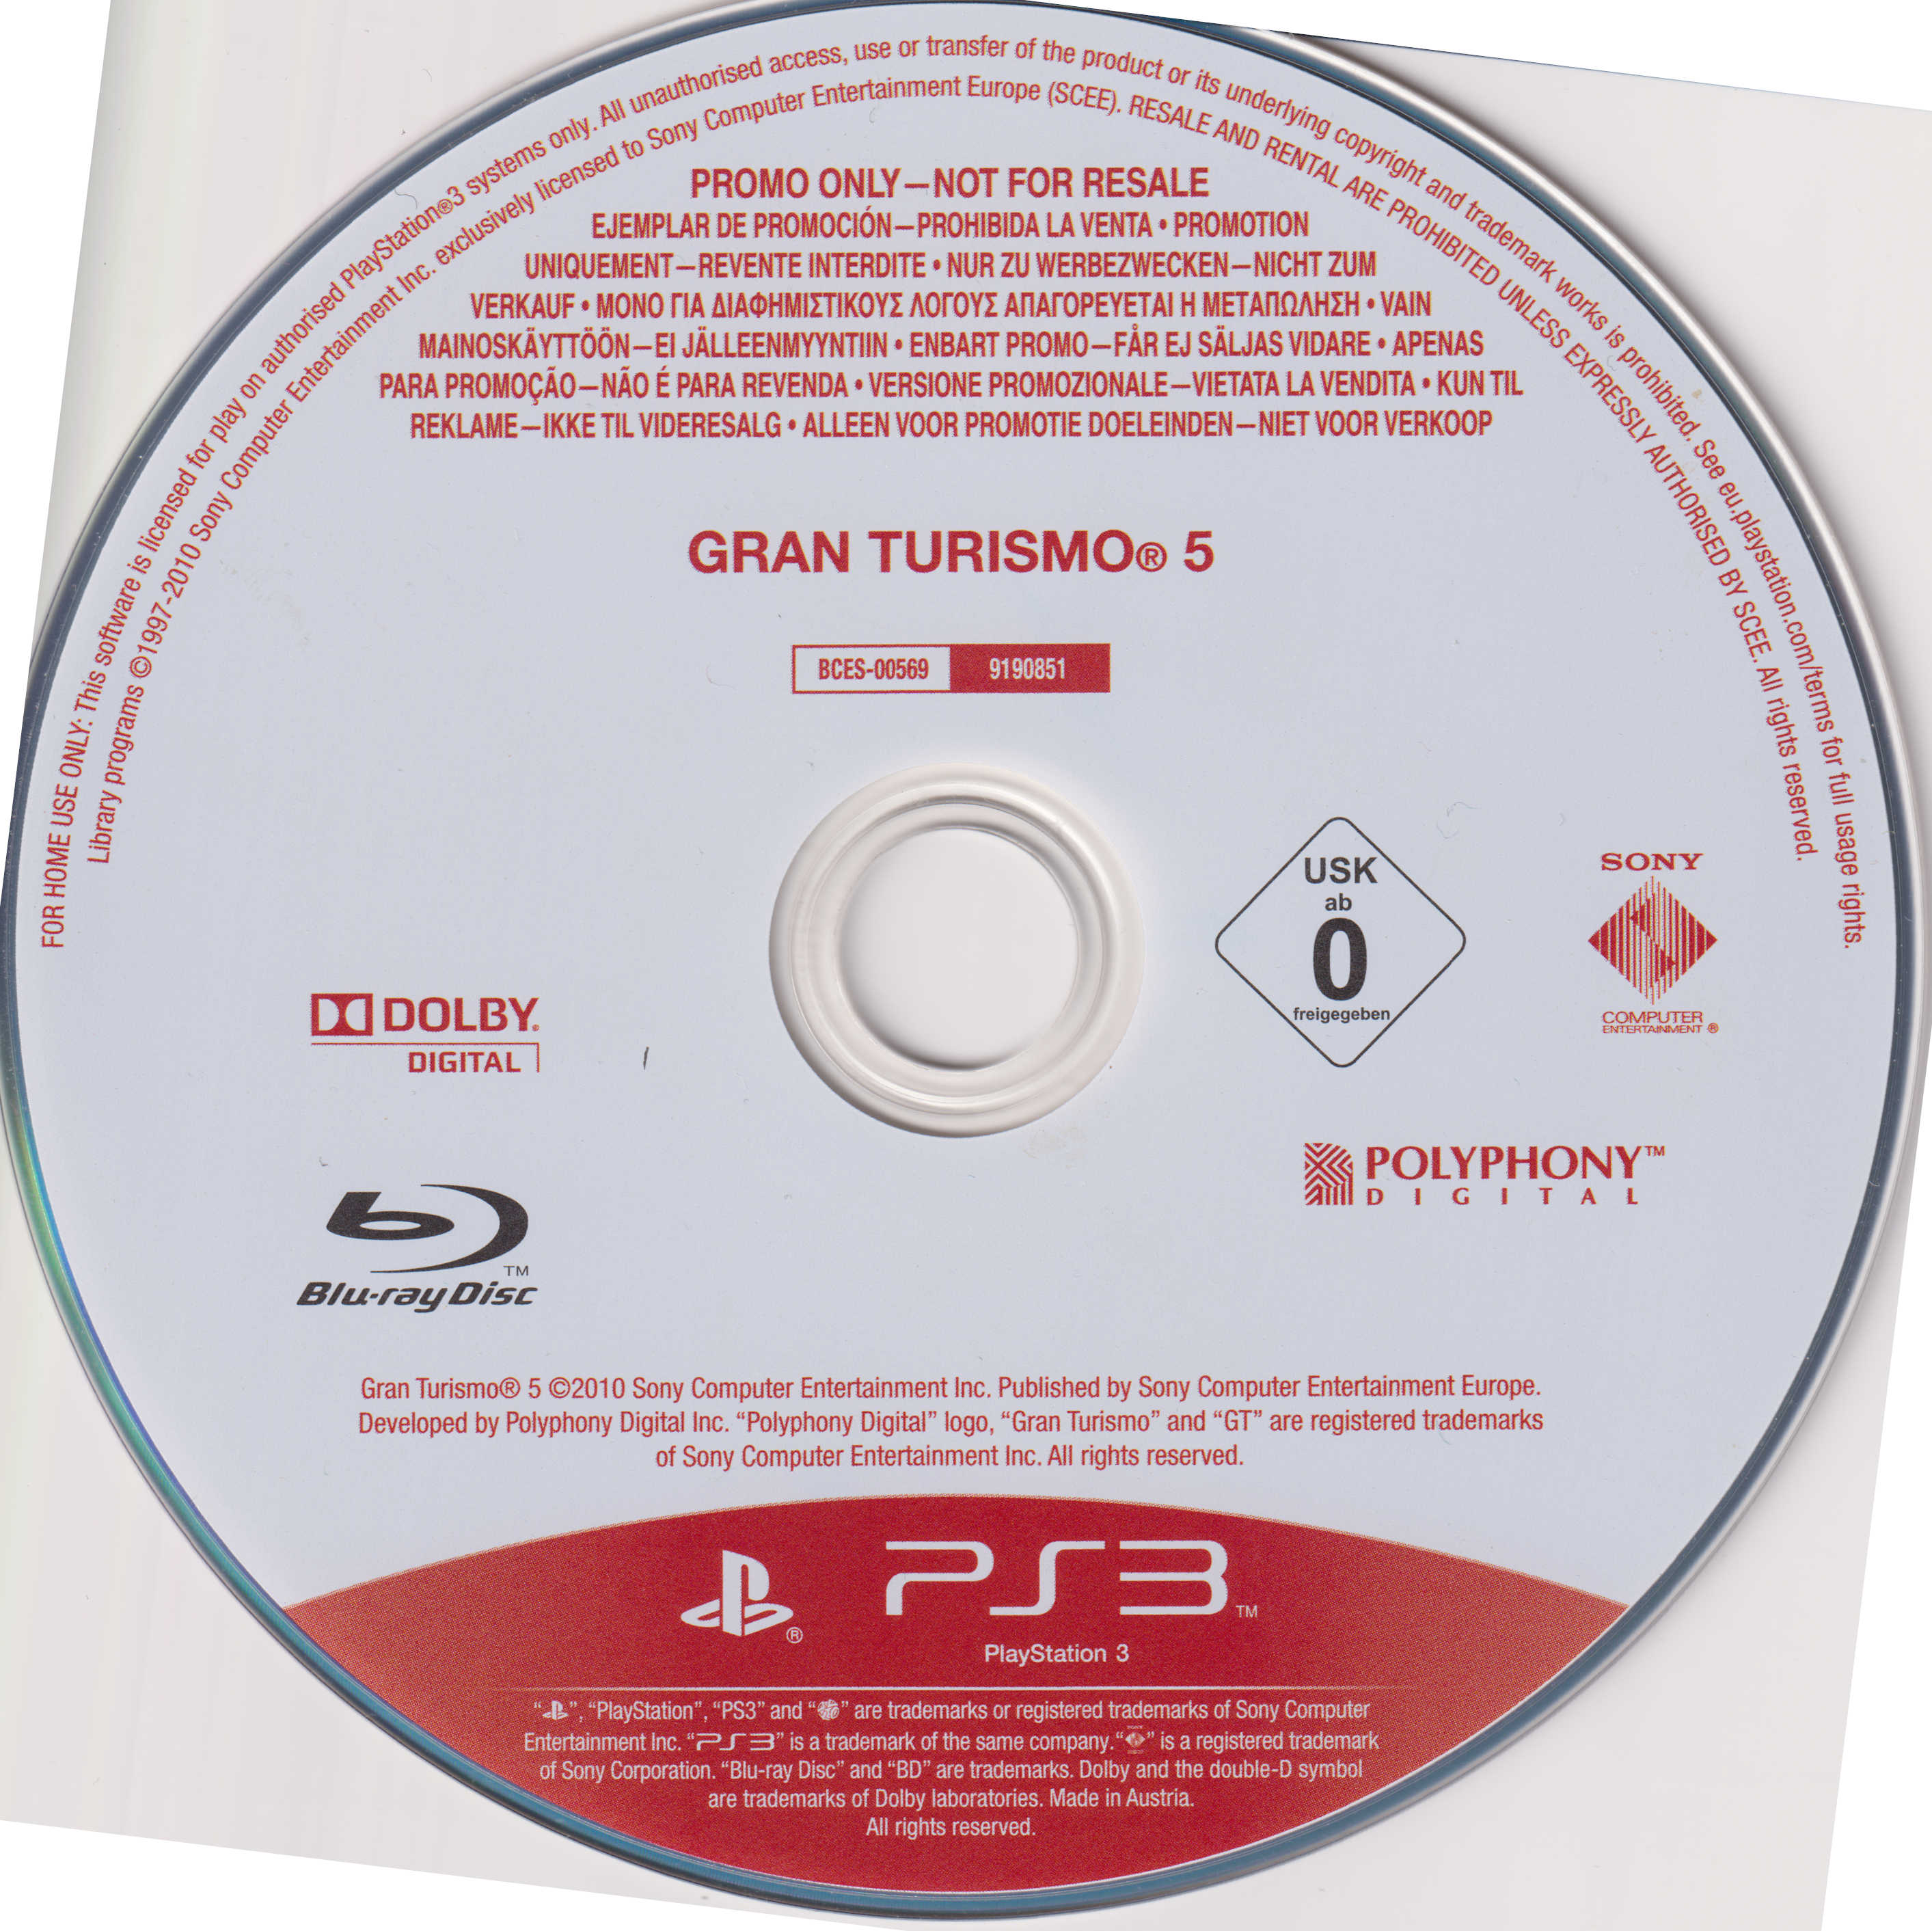 FOR HOME USE ONLY: This software is licensed for play on authorised PlayStation®3 systems only. All unauthorised access, use or transfer of the product or its underlying copyright and trademark works is prohibited. See eu.playstation.com/terms for full usage rights.
Library programs ©1997-2010 Sony Computer Entertainment Inc. exclusively licensed to Sony Computer Entertainment Europe (SCEE). RESALE AND RENTAL ARE PROHIBITED UNLESS EXPRESSLY AUTHORISED BY SCEE. All rights reserved.
PROMO ONLY—NOT FOR RESALE
EJEMPLAR DE PROMOCIÓN—PROHIBIDA LA VENTA • PROMOTION
UNIQUEMENT—REVENTE INTERDITE • NUR ZU WERBEZWECKEN—NICHT ZUM
VERKAUF • ΜΟΝΟ ΓΙΑ ΔΙΑΦΗΜΙΣΤΙΚΟΥΣ ΛΟΓΟΥΣ ΑΠΑΓΟΡΕΥΕΤΑΙ Η ΜΕΤΑΠΩΛΗΣΗ • VAIN
MAINOSKÄYTTÖÖN—EI JÄLLEENMYYNTIIN • ENBART PROMO—FÅR EJ SÄLJAS VIDARE • APENAS
PARA PROMOÇÃO—NÃO É PARA REVENDA • VERSIONE PROMOZIONALE—VIETATA LA VENDITA • KUN TIL
REKLAME—IKKE TIL VIDERESALG • ALLEEN VOOR PROMOTIE DOELEINDEN—NIET VOOR VERKOOP
GRAN TURISMO® 5
BCES-00569 9190851
USK
ab
0
freigegeben
SONY
COMPUTER
ENTERTAINMENT ®
DOLBY
DIGITAL
POLYPHONY™
DIGITAL
Blu-ray Disc™
Gran Turismo® 5 ©2010 Sony Computer Entertainment Inc. Published by Sony Computer Entertainment Europe.
Developed by Polyphony Digital Inc. “Polyphony Digital” logo, “Gran Turismo” and “GT” are registered trademarks
of Sony Computer Entertainment Inc. All rights reserved.
® PS3™
PlayStation 3
“ ”, “PlayStation”, “PS3” and “ ” are trademarks or registered trademarks of Sony Computer
Entertainment Inc. “PS3” is a trademark of the same company. “ ” is a registered trademark
of Sony Corporation. “Blu-ray Disc” and “BD” are trademarks. Dolby and the double-D symbol
are trademarks of Dolby laboratories. Made in Austria.
All rights reserved.